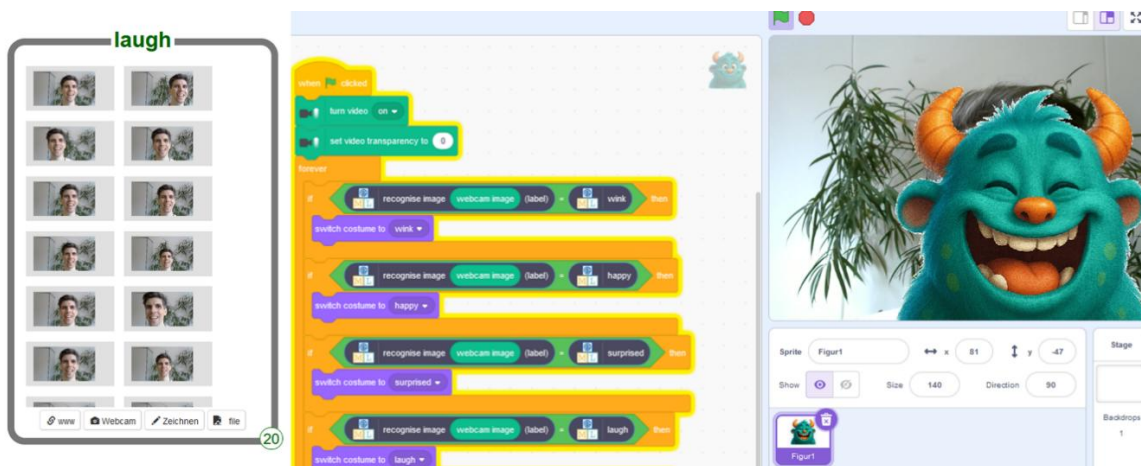 laugh
www
Webcam
Zeichnen
file
20
when clicked
turn video on
set video transparency to 0
forever
if recognise image webcam image (label) = wink then
switch costume to wink
if recognise image webcam image (label) = happy then
switch costume to happy
if recognise image webcam image (label) = surprised then
switch costume to surprised
if recognise image webcam image (label) = laugh then
switch costume to laugh
Sprite Figur1 x 81 y -47
Show Size 140 Direction 90
Figur1
Stage
Backdrops
1